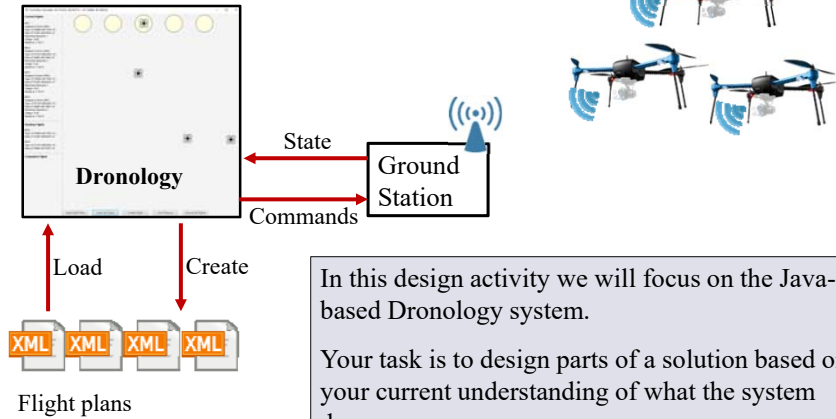 Dronology
State
Commands
Ground
Station
Load
Create
XML XML XML XML
Flight plans
In this design activity we will focus on the Java-
based Dronology system.
Your task is to design parts of a solution based o
your current understanding of what the system